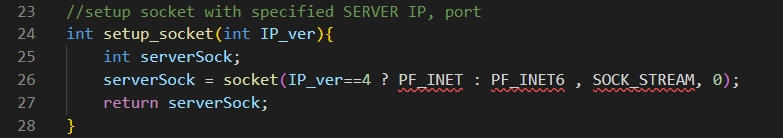 23 //setup socket with specified SERVER IP, port
24 int setup_socket(int IP_ver){
25 int serverSock;
26 serverSock = socket(IP_ver==4 ? PF_INET : PF_INET6 , SOCK_STREAM, 0);
27 return serverSock;
28 }